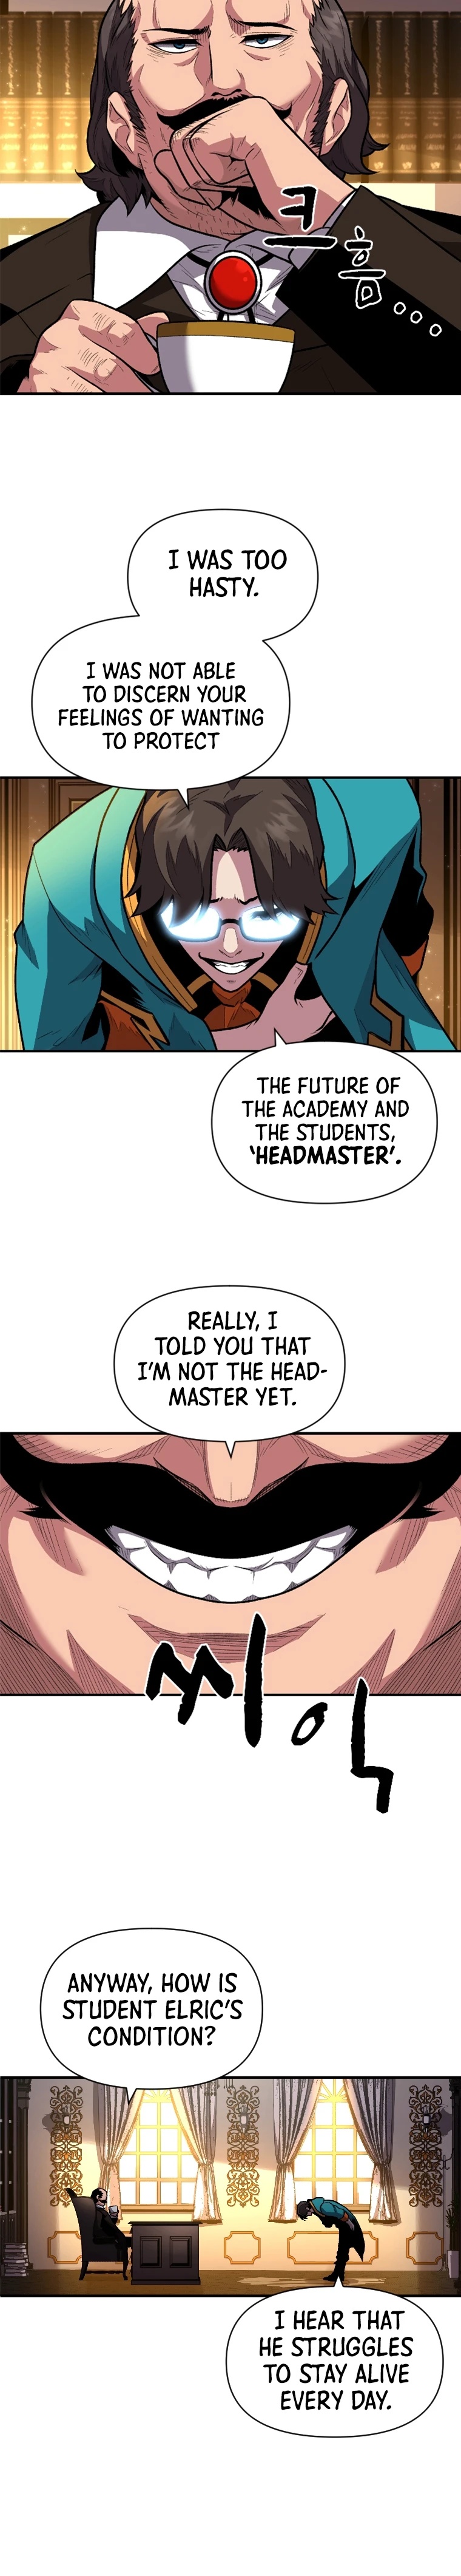 크흠...
I WAS TOO
HASTY.
I WAS NOT ABLE
TO DISCERN YOUR
FEELINGS OF WANTING
TO PROTECT
THE FUTURE OF
THE ACADEMY AND
THE STUDENTS,
'HEADMASTER'.
REALLY, I
TOLD YOU THAT
I'M NOT THE HEAD-
MASTER YET.
씨익
ANYWAY, HOW IS
STUDENT ELRIC'S
CONDITION?
I HEAR THAT
HE STRUGGLES
TO STAY ALIVE
EVERY DAY.